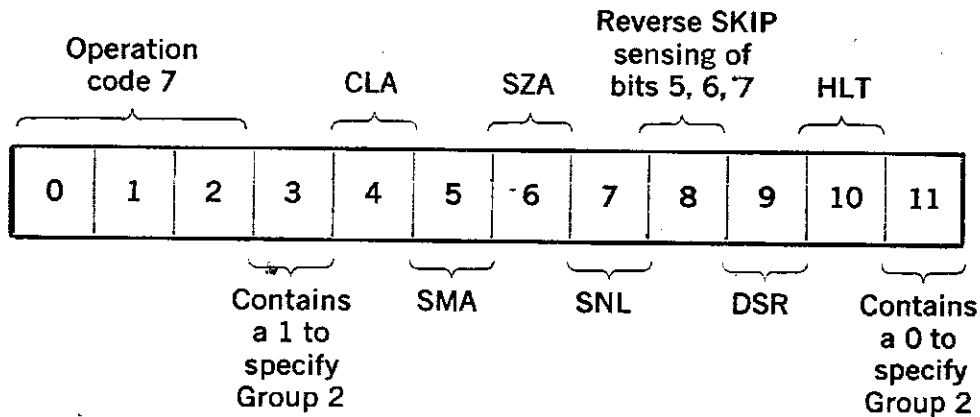 Operation
code 7
CLA
SZA
Reverse SKIP
sensing of
bits 5, 6, 7
HLT
0 1 2 3 4 5 6 7 8 9 10 11
Contains
a 1 to
specify
Group 2
SMA
SNL
DSR
Contains
a 0 to
specify
Group 2